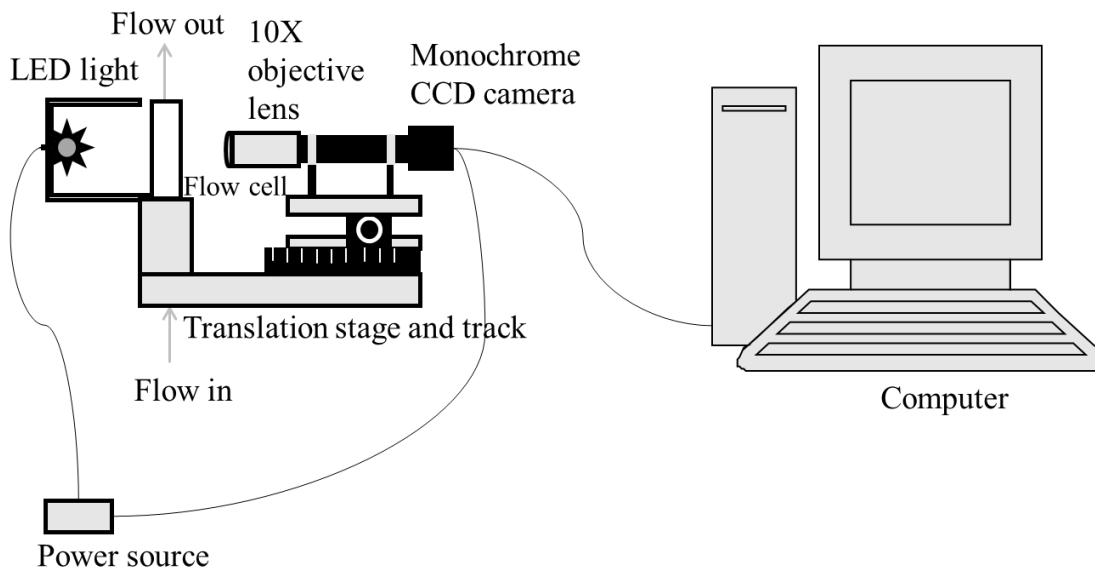 Flow out
LED light
10X
objective
lens
Monochrome
CCD camera
Flow cell
Translation stage and track
Flow in
Computer
Power source